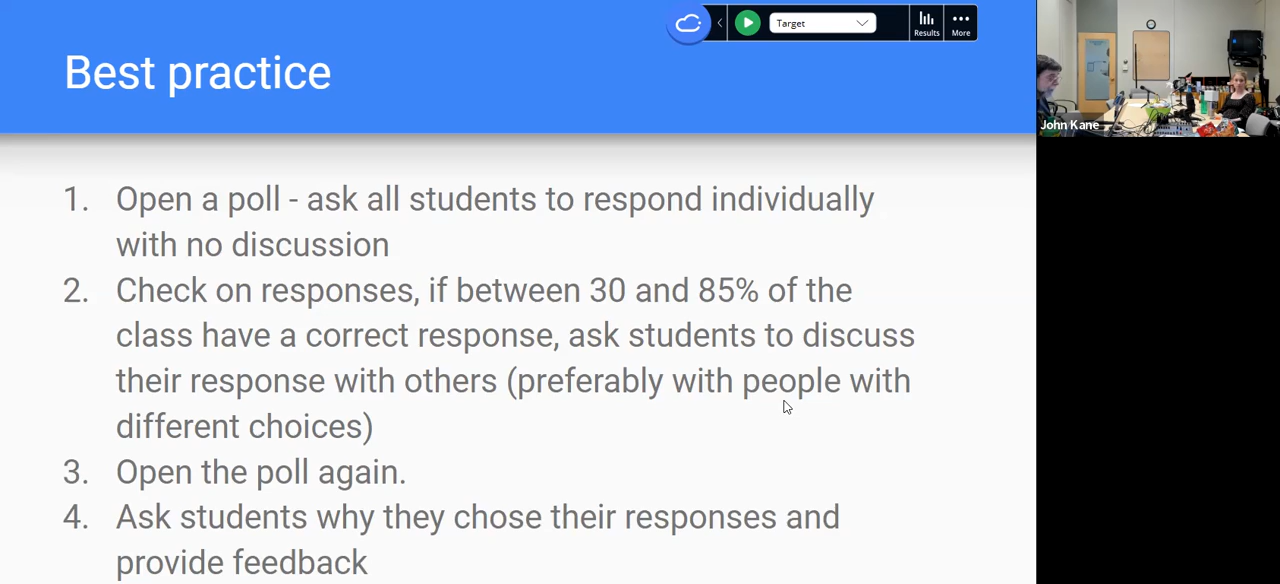 Best practice
Target
Results
More
John Kane
1. Open a poll - ask all students to respond individually
with no discussion
2. Check on responses, if between 30 and 85% of the
class have a correct response, ask students to discuss
their response with others (preferably with people with
different choices)
3. Open the poll again.
4. Ask students why they chose their responses and
provide feedback